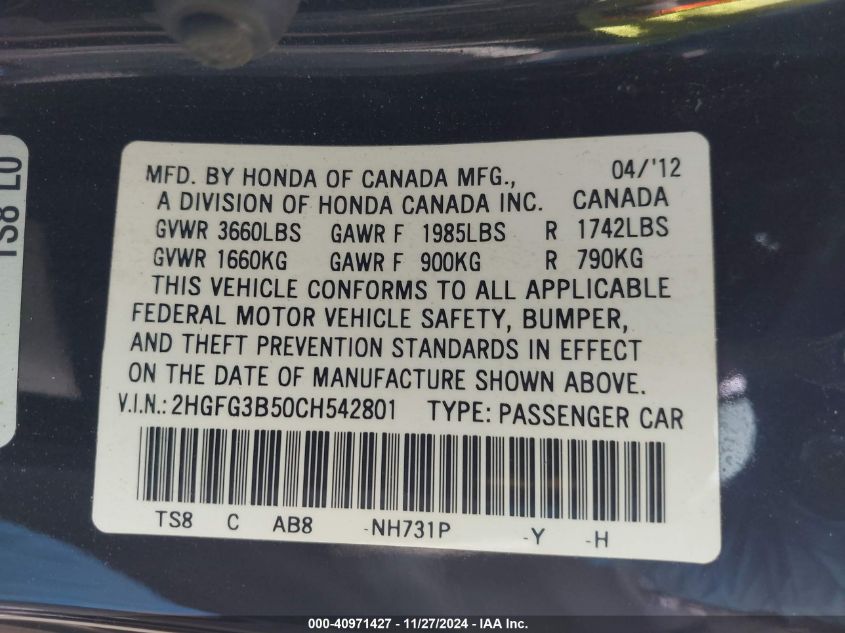 MFD. BY HONDA OF CANADA MFG., 04/'12
A DIVISION OF HONDA CANADA INC. CANADA
GVWR 3660LBS GAWR F 1985LBS R 1742LBS
GVWR 1660KG GAWR F 900KG R 790KG
THIS VEHICLE CONFORMS TO ALL APPLICABLE
FEDERAL MOTOR VEHICLE SAFETY, BUMPER,
AND THEFT PREVENTION STANDARDS IN EFFECT
ON THE DATE OF MANUFACTURE SHOWN ABOVE.
V.I.N.: 2HGFG3B50CH542801 TYPE: PASSENGER CAR
TS8 C AB8 -NH731P -Y -H
TS8 L0
000-40971427 - 11/27/2024 - IAA Inc.